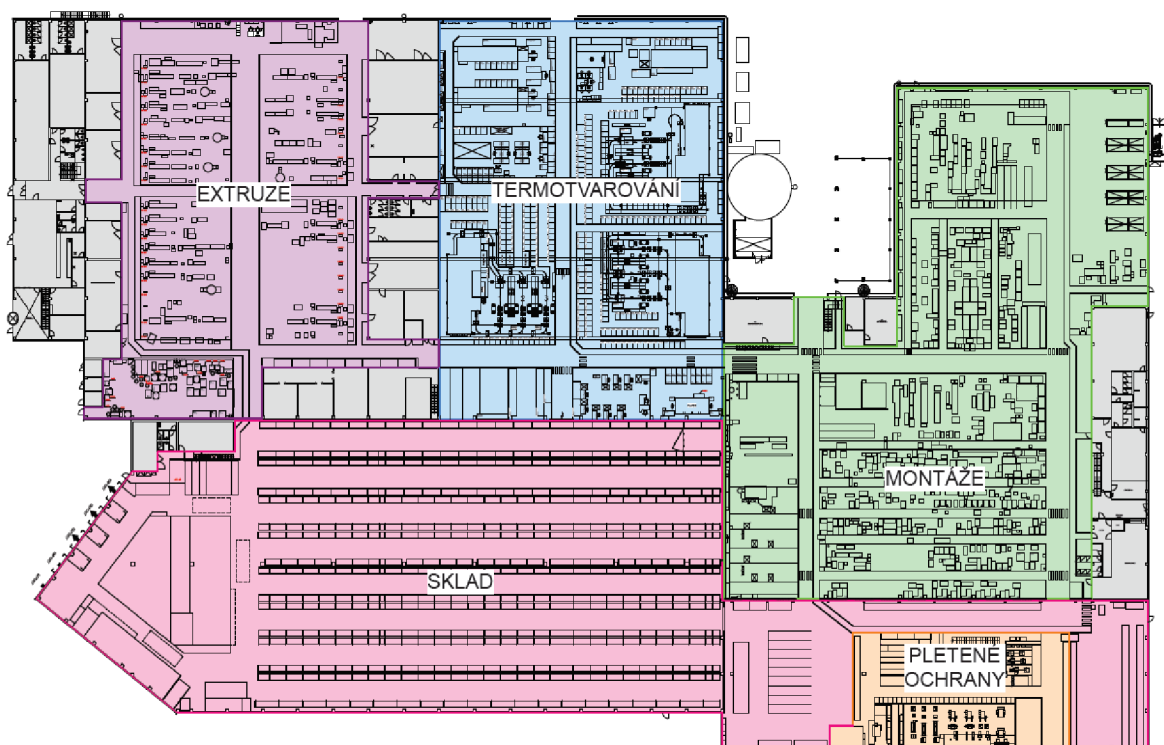 EXTRUZE
TERMOTVAROVÁNÍ
MONTÁŽE
SKLAD
PLETENÉ
OCHRANY